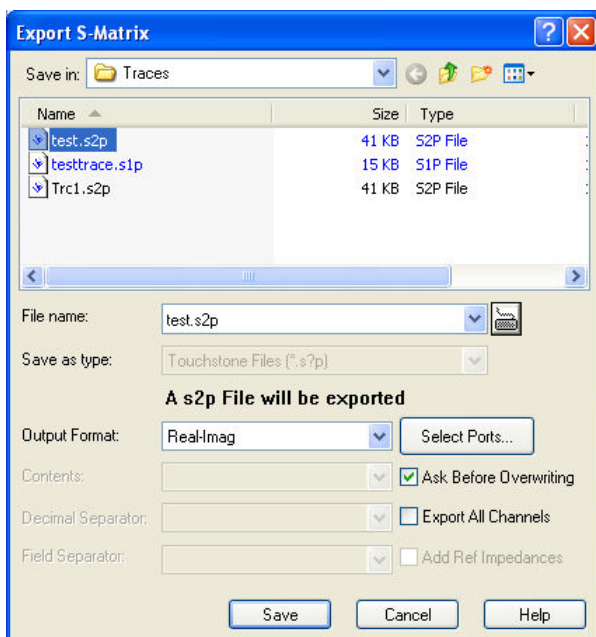 Export S-Matrix
Save in: Traces
Name Size Type
test.s2p 41 KB S2P File
testtrace.s1p 15 KB S1P File
Trc1.s2p 41 KB S2P File
File name: test.s2p
Save as type: Touchstone Files (*.s?p)
A s2p File will be exported
Output Format: Real-Imag Select Ports...
Contents: Ask Before Overwriting
Decimal Separator: Export All Channels
Field Separator: Add Ref Impedances
Save Cancel Help